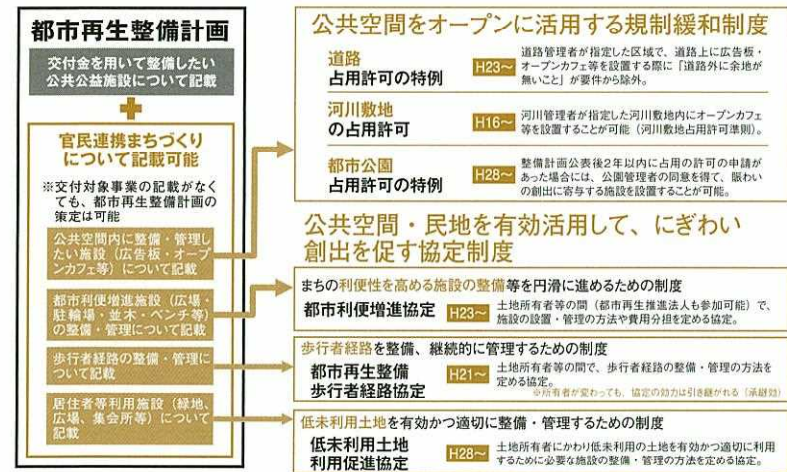 都市再生整備計画
交付金を用いて整備したい
公共公益施設について記載
官民連携まちづくり
について記載可能
※交付対象事業の記載がなく
ても、都市再生整備計画の
策定は可能
公共空間内に整備・管理し
たい施設（広告板・オープ
ンカフェ等）について記載
都市利便増進施設（広場・
駐輪場・並木・ベンチ等）
の整備・管理について記載
歩行者経路の整備・管理に
ついて記載
居住者等利用施設（緑地、
広場、集会所等）について
記載
公共空間をオープンに活用する規制緩和制度
道路
占用許可の特例
H23〜
道路管理者が指定した区域で、道路上に広告板・
オープンカフェ等を設置する際に「道路外に余地が
無いこと」が要件から除外。
河川敷地
の占用許可
H16〜
河川管理者が指定した河川敷地内にオープンカフェ
等を設置することが可能（河川敷地占用許可準則）。
都市公園
占用許可の特例
H28〜
整備計画公表後2年以内に占用の許可の申請が
あった場合には、公園管理者の同意を得て、賑わい
の創出に寄与する施設を設置することが可能。
公共空間・民地を有効活用して、にぎわい
創出を促す協定制度
まちの利便性を高める施設の整備等を円滑に進めるための制度
都市利便増進協定
H23〜
土地所有者等の間（都市再生推進法人も参加可能）で、
施設の設置・管理の方法や費用分担を定める協定。
歩行者経路を整備、継続的に管理するための制度
都市再生整備
歩行者経路協定
H21〜
土地所有者等の間で、歩行者経路の整備・管理の方法を
定める協定。
※所有者が変わっても、協定の効力は引き継がれる（承継効）
低未利用土地を有効かつ適切に整備・管理するための制度
低未利用土地
利用促進協定
H28〜
土地所有者にかわり低未利用の土地を有効かつ適切に利用
するために必要な施設の整備・管理の方法を定める協定。